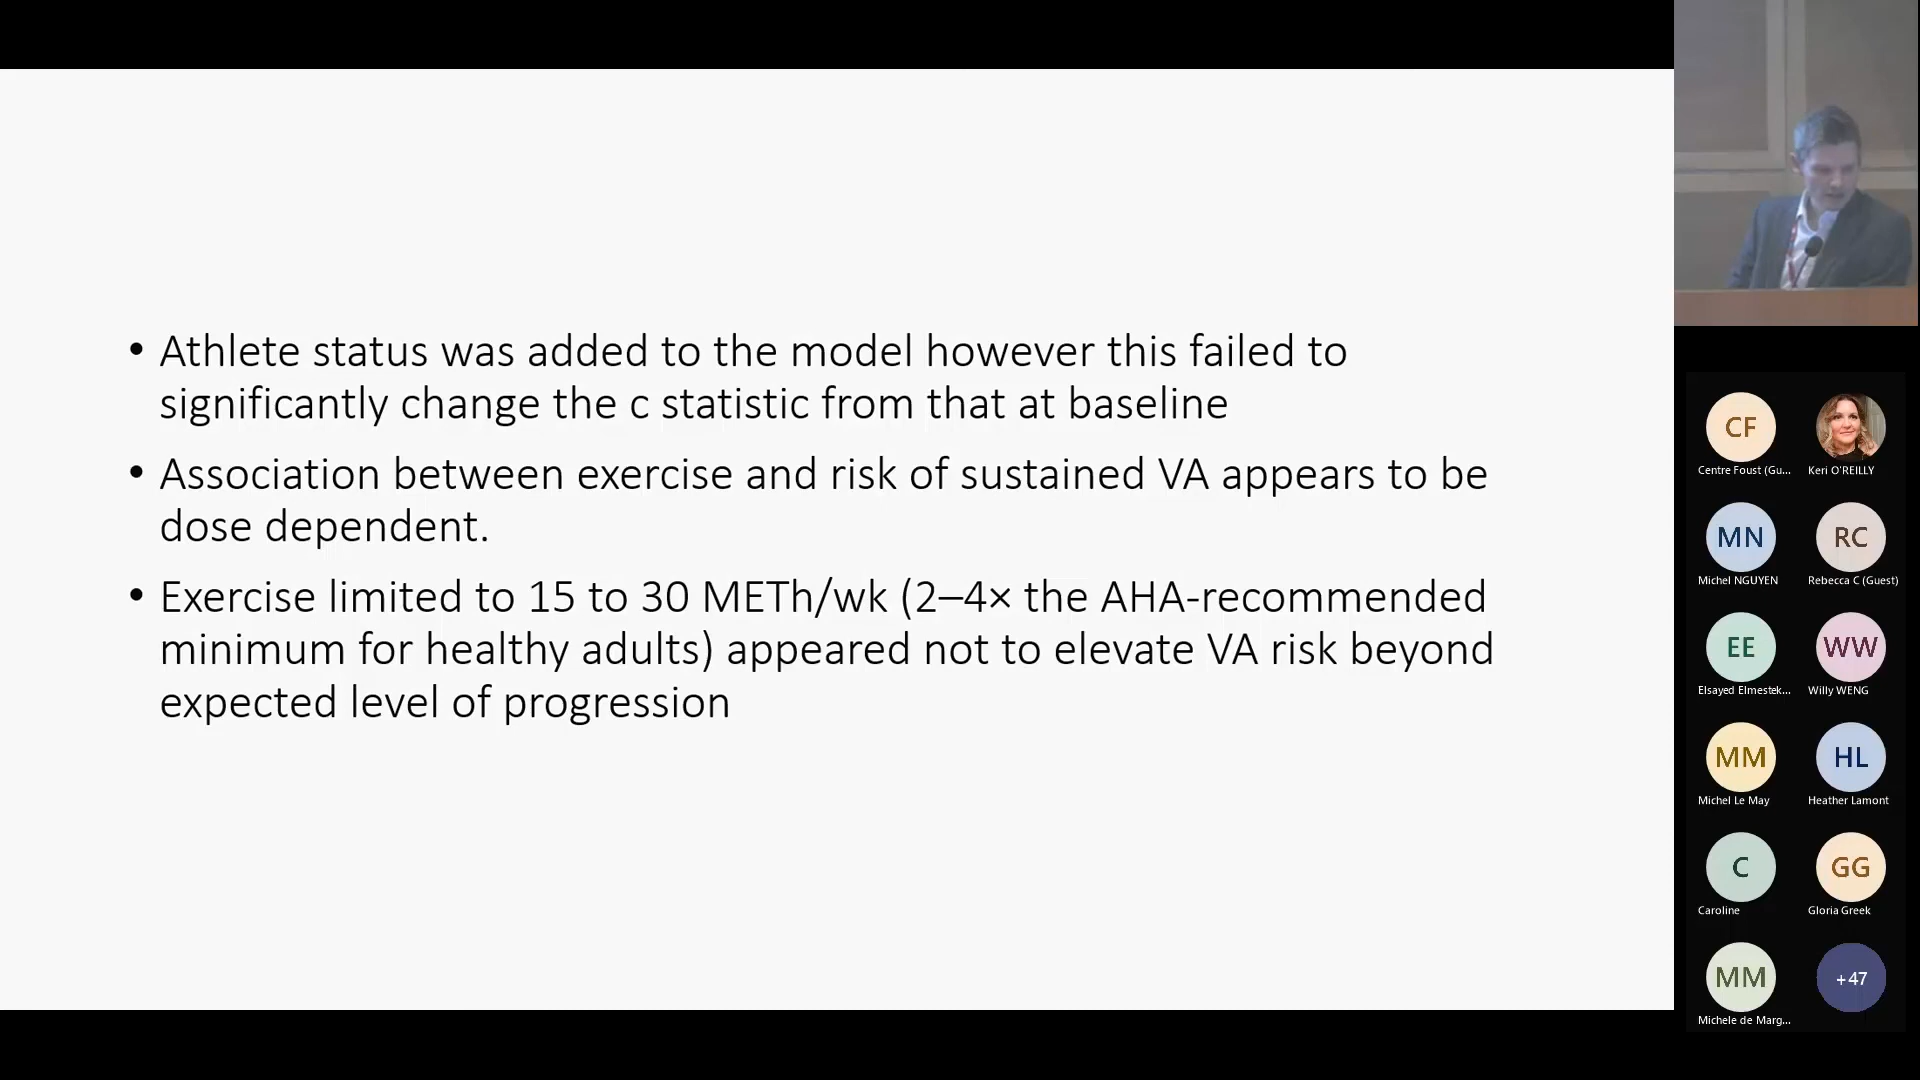 • Athlete status was added to the model however this failed to
significantly change the c statistic from that at baseline
• Association between exercise and risk of sustained VA appears to be
dose dependent.
• Exercise limited to 15 to 30 METh/wk (2–4× the AHA-recommended
minimum for healthy adults) appeared not to elevate VA risk beyond
expected level of progression
CF
Centre Foust (Gu...
Keri O'REILLY
MN
Michel NGUYEN
RC
Rebecca C (Guest)
EE
Elsayed Elmestek...
WW
Willy WENG
MM
Michel Le May
HL
Heather Lamont
C
Caroline
GG
Gloria Greek
MM
Michele de Marg...
+47